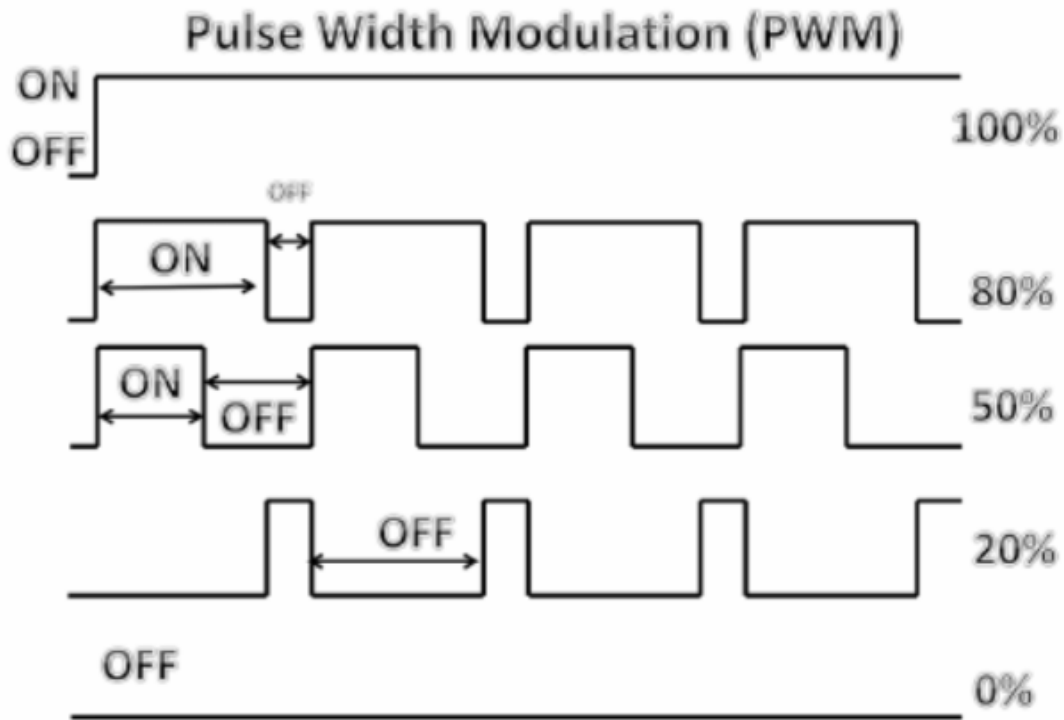 Pulse Width Modulation (PWM)
ON
OFF
100%
OFF
ON
80%
ON
OFF
50%
OFF
20%
OFF
0%